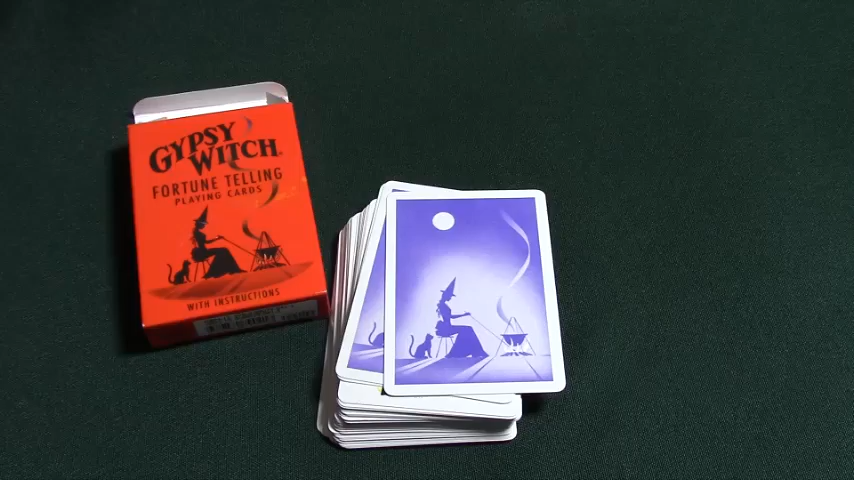 GYPSY
WITCH
FORTUNE TELLING
PLAYING CARDS
WITH INSTRUCTIONS